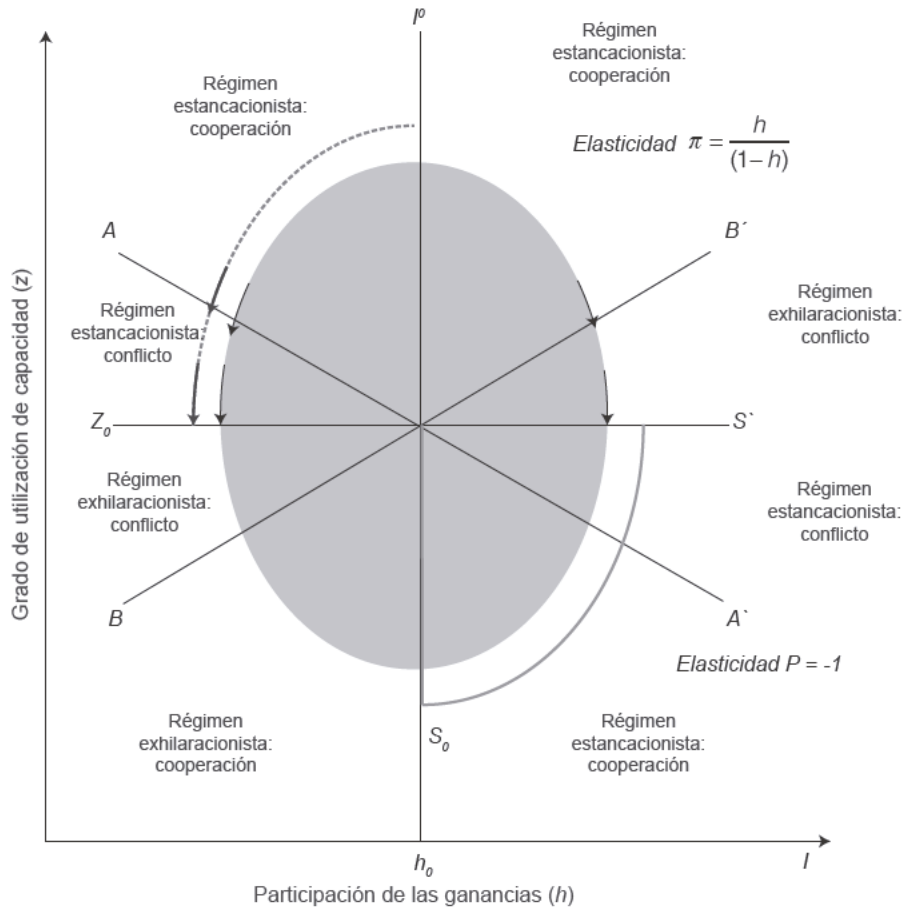 Iº
Régimen
estancacionista:
cooperación
Régimen
estancacionista:
cooperación
Elasticidad π = h / (1– h)
A
B´
Régimen
estancacionista:
conflicto
Régimen
exhilaracionista:
conflicto
Grado de utilización de capacidad (z)
Z₀
S`
Régimen
exhilaracionista:
conflicto
Régimen
estancacionista:
conflicto
B
A`
Elasticidad P = -1
Régimen
exhilaracionista:
cooperación
S₀
Régimen
estancacionista:
cooperación
h₀
I
Participación de las ganancias (h)